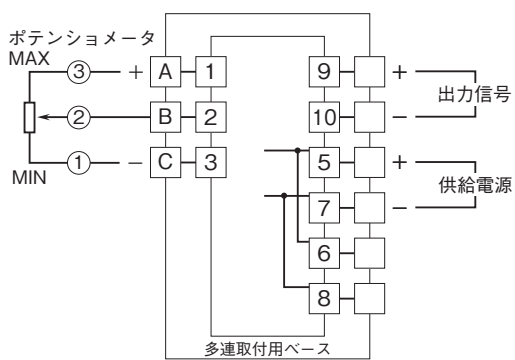 ポテンショメータ
MAX
③ + A 1
② B 2
① − C 3
MIN
9 +
10 −
出力信号
5 +
7 −
供給電源
6
8
多連取付用ベース